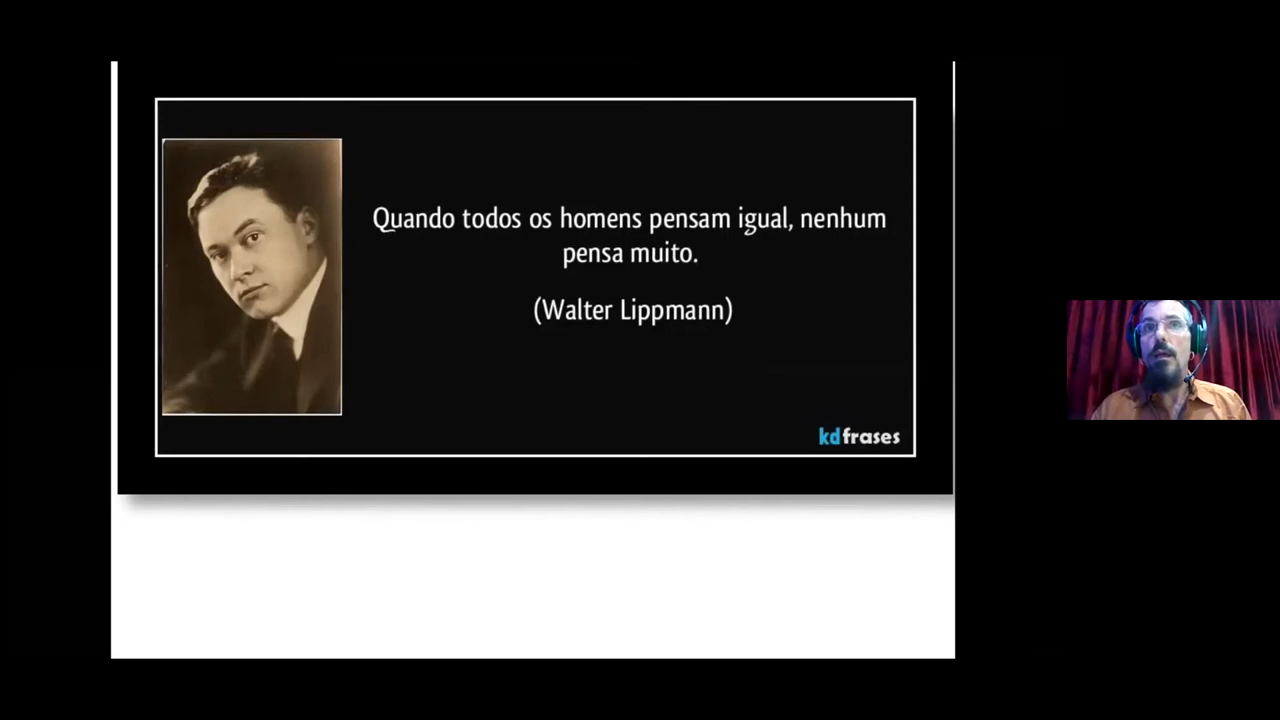 Quando todos os homens pensam igual, nenhum
pensa muito.
(Walter Lippmann)
kdfrases